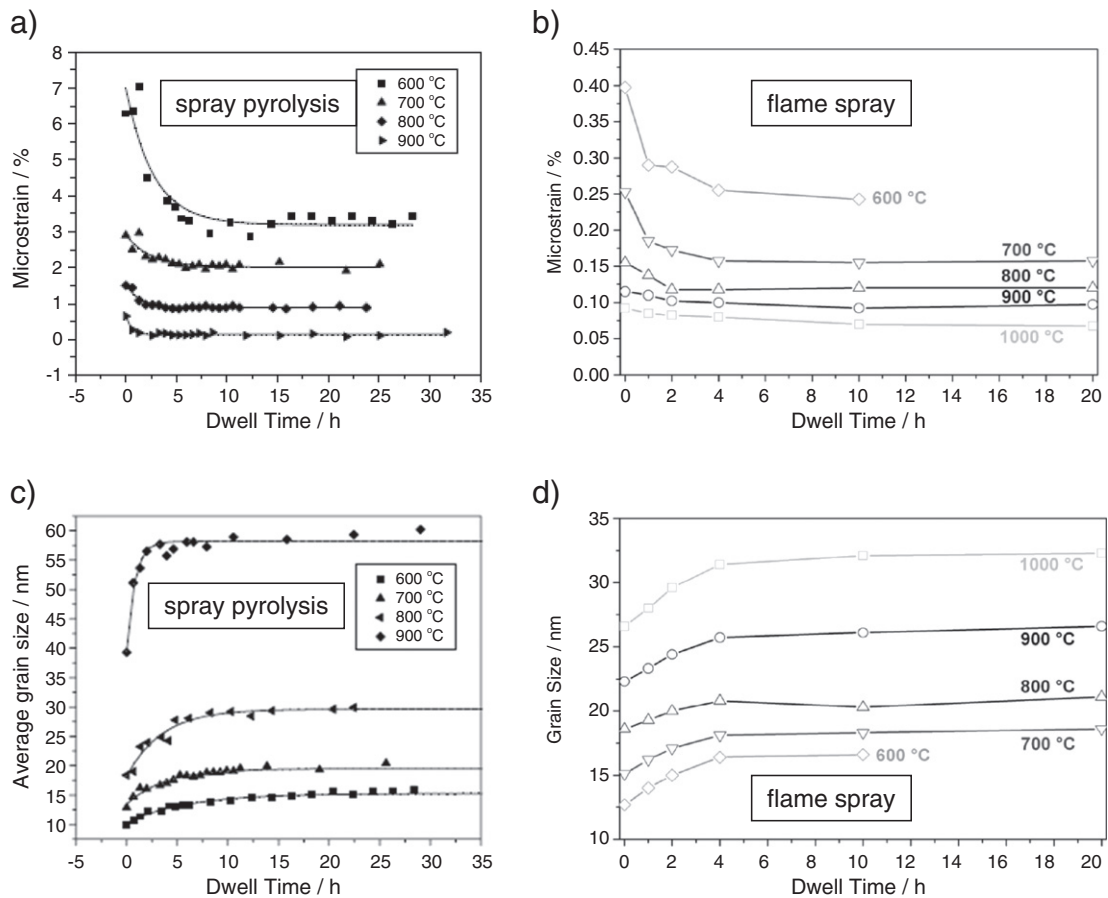 a)
8
7
6
5
4
3
2
1
0
-1
Microstrain / %
spray pyrolysis
600 °C
700 °C
800 °C
900 °C
-5 0 5 10 15 20 25 30 35
Dwell Time / h
b)
0.45
0.40
0.35
0.30
0.25
0.20
0.15
0.10
0.05
0.00
Microstrain / %
flame spray
600 °C
700 °C
800 °C
900 °C
1000 °C
0 2 4 6 8 10 12 14 16 18 20
Dwell Time / h
c)
60
55
50
45
40
35
30
25
20
15
10
Average grain size / nm
spray pyrolysis
600 °C
700 °C
800 °C
900 °C
-5 0 5 10 15 20 25 30 35
Dwell Time / h
d)
35
30
25
20
15
10
Grain Size / nm
1000 °C
900 °C
800 °C
700 °C
600 °C
flame spray
0 2 4 6 8 10 12 14 16 18 20
Dwell Time / h